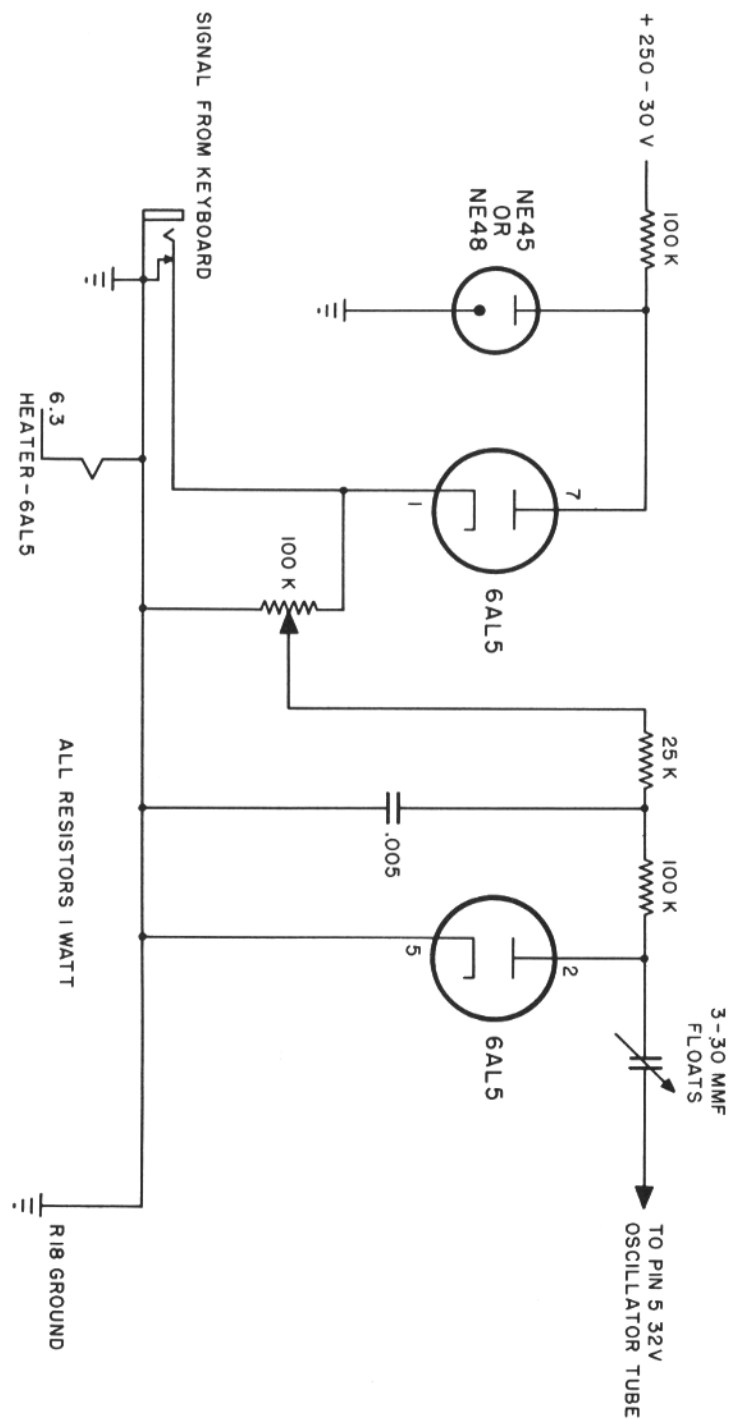 + 250 - 30 V
100 K
NE45
OR
NE48
7
1
6AL5
SIGNAL FROM KEYBOARD
6.3
HEATER-6AL5
100 K
25 K
.005
100 K
2
5
6AL5
3-30 MMF
FLOATS
TO PIN 5 32V
OSCILLATOR TUBE
ALL RESISTORS 1 WATT
R18 GROUND